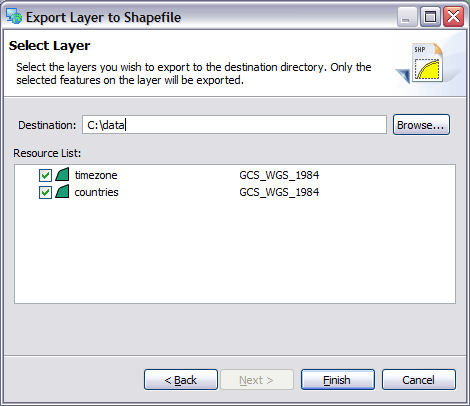 Export Layer to Shapefile
Select Layer
Select the layers you wish to export to the destination directory. Only the
selected features on the layer will be exported.
SHP
Destination: C:\data Browse...
Resource List:
timezone GCS_WGS_1984
countries GCS_WGS_1984
< Back Next > Finish Cancel